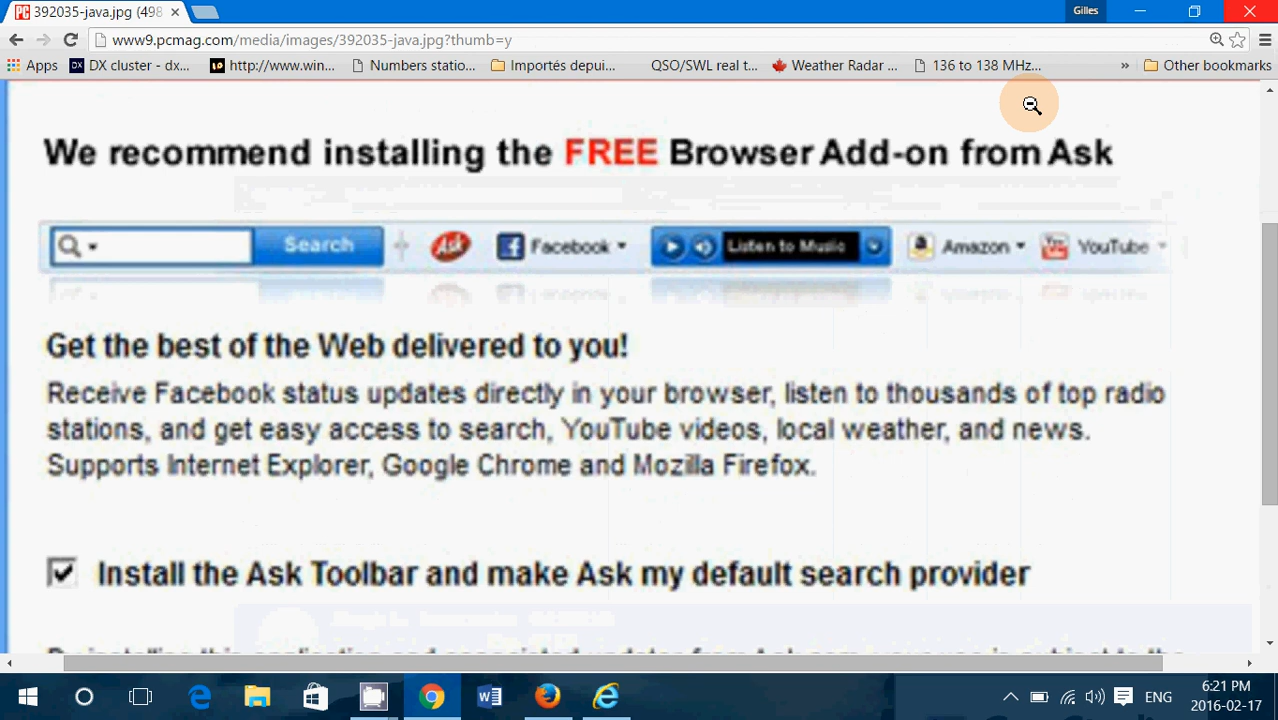 392035-java.jpg (498
Gilles
www9.pcmag.com/media/images/392035-java.jpg?thumb=y
Apps DX cluster - dx... http://www.win... Numbers statio... Importés depui... QSO/SWL real t... Weather Radar ... 136 to 138 MHz... » Other bookmarks
We recommend installing the FREE Browser Add-on from Ask
Search Ask Facebook Listen to Music Amazon YouTube
Get the best of the Web delivered to you!
Receive Facebook status updates directly in your browser, listen to thousands of top radio
stations, and get easy access to search, YouTube videos, local weather, and news.
Supports Internet Explorer, Google Chrome and Mozilla Firefox.
Install the Ask Toolbar and make Ask my default search provider
ENG
6:21 PM
2016-02-17